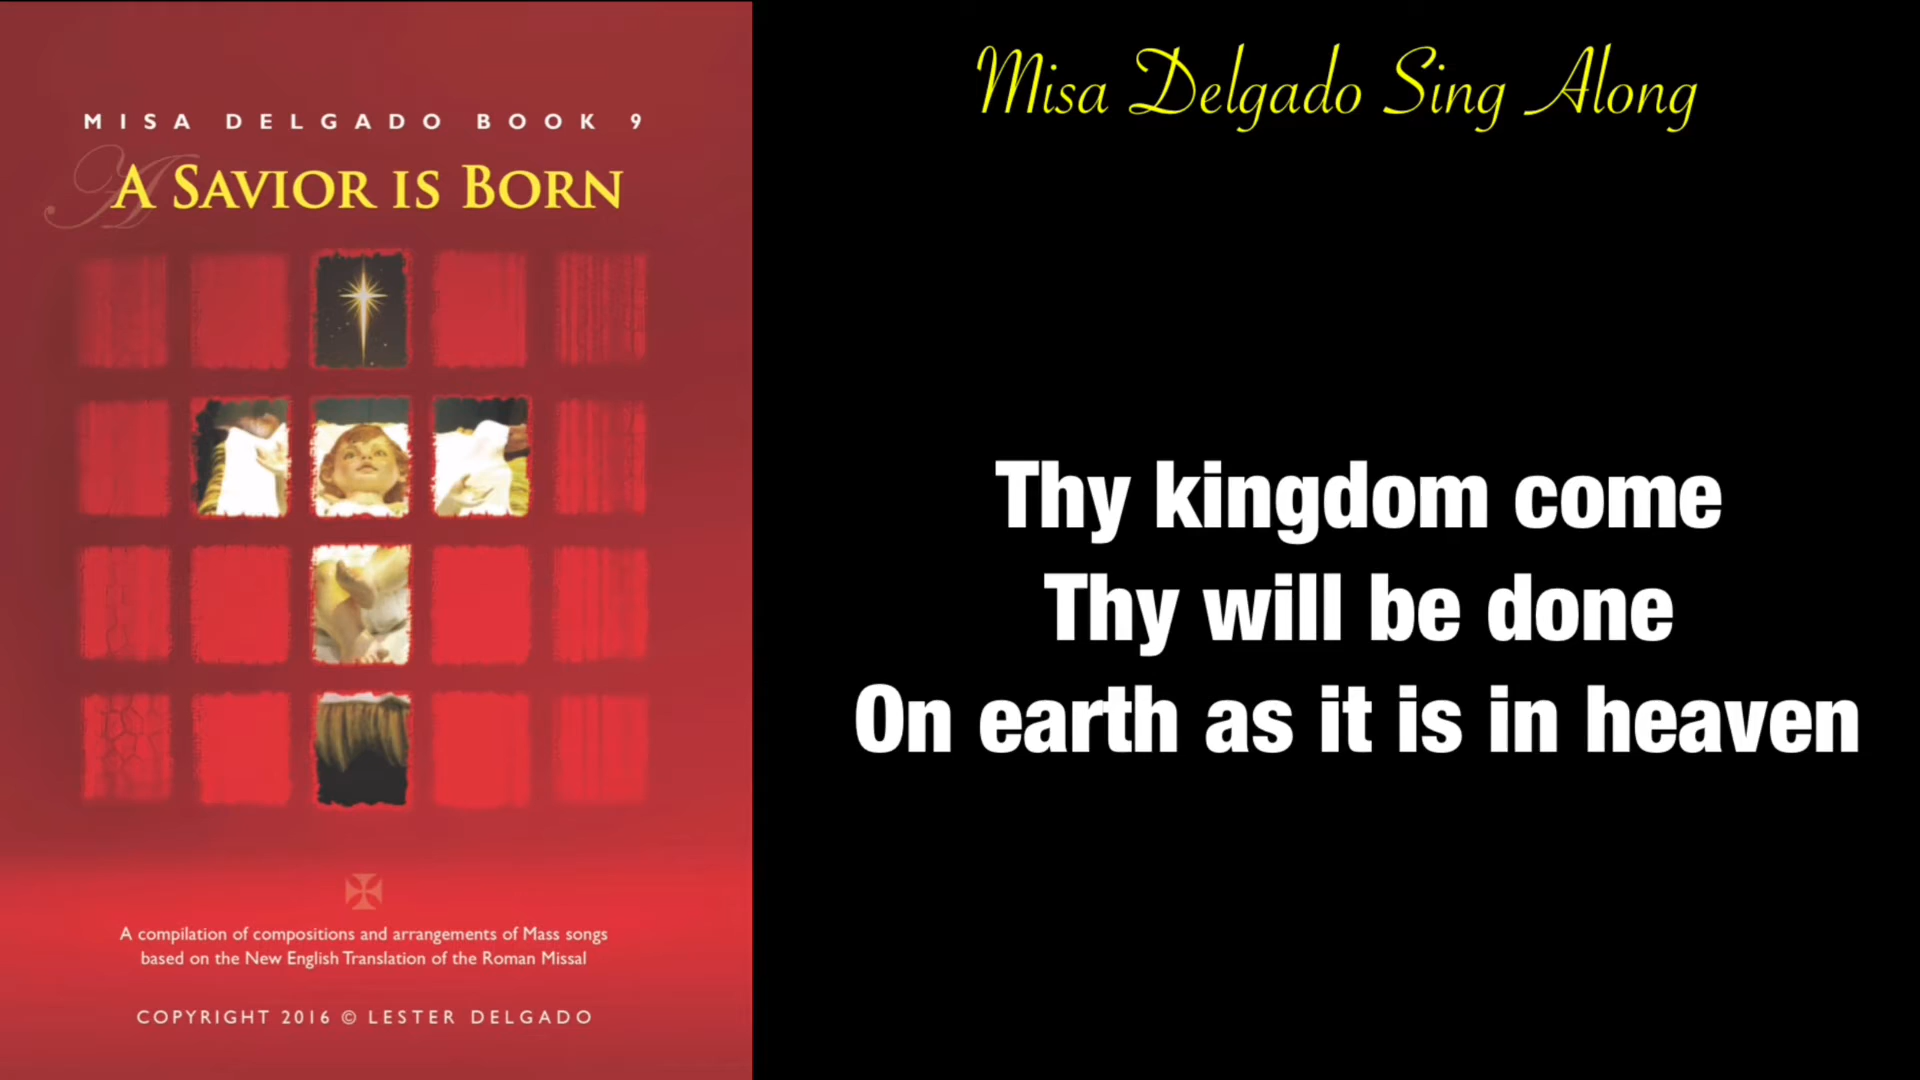 MISA DELGADO BOOK 9
A SAVIOR IS BORN
A compilation of compositions and arrangements of Mass songs
based on the New English Translation of the Roman Missal
COPYRIGHT 2016 © LESTER DELGADO
Misa Delgado Sing Along
Thy kingdom come
Thy will be done
On earth as it is in heaven